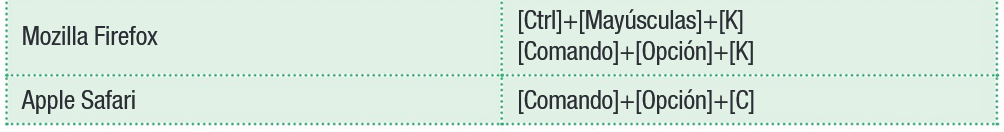 Mozilla Firefox
[Ctrl]+[Mayúsculas]+[K]
[Comando]+[Opción]+[K]
Apple Safari
[Comando]+[Opción]+[C]